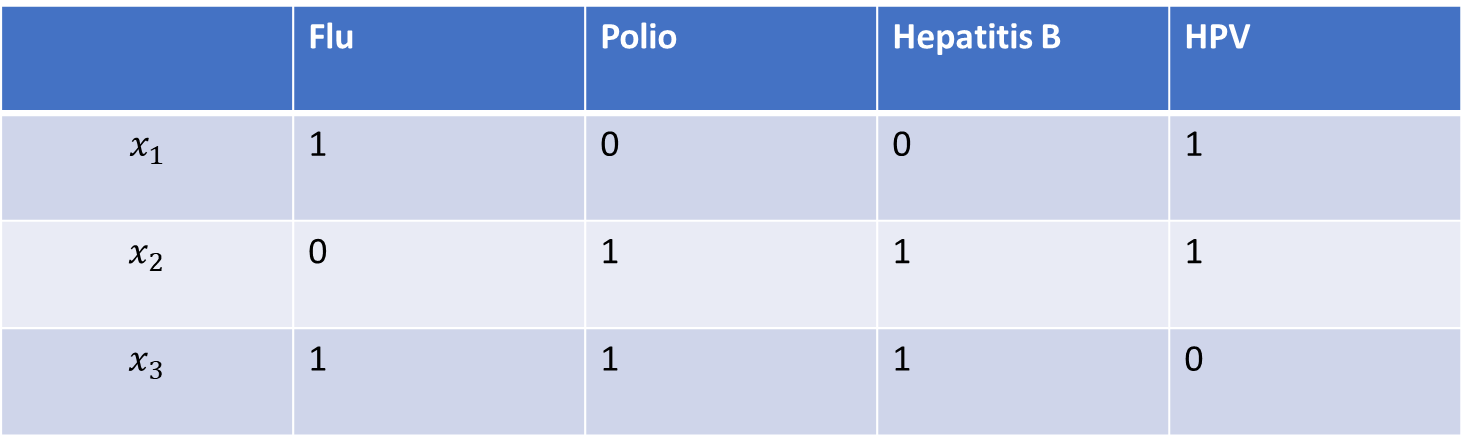 Flu Polio Hepatitis B HPV
x₁ 1 0 0 1
x₂ 0 1 1 1
x₃ 1 1 1 0